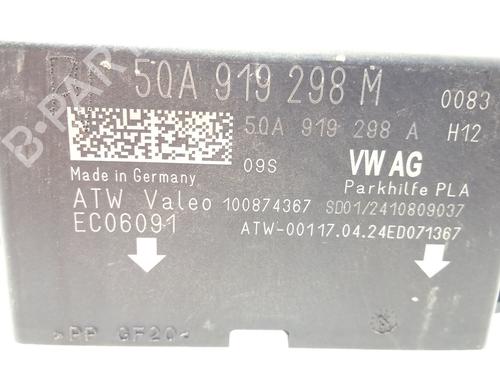 5QA 919 298 M 0083
5QA 919 298 A H12
09S VW AG
Made in Germany Parkhilfe PLA
ATW Valeo 100874367 SD01/2410809037
EC06091 ATW-00117.04.24ED071367
>PP GF20<
B-PARTS